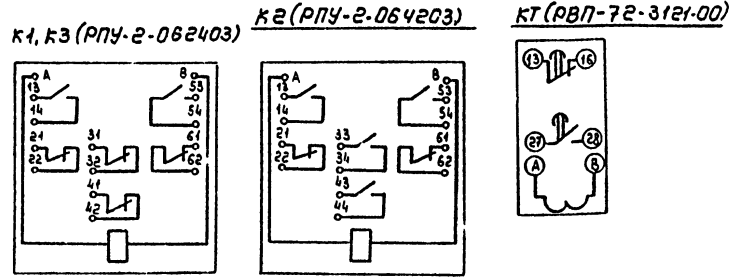 К1, К3 (РПУ-2-062403)
К2 (РПУ-2-064203)
КТ (РВП-72-3121-00)
А В
13 53
14 54
21 31 61
22 32 62
41
42
А В
13 53
14 54
21 33 61
22 34 62
43
44
13 16
27 28
А В